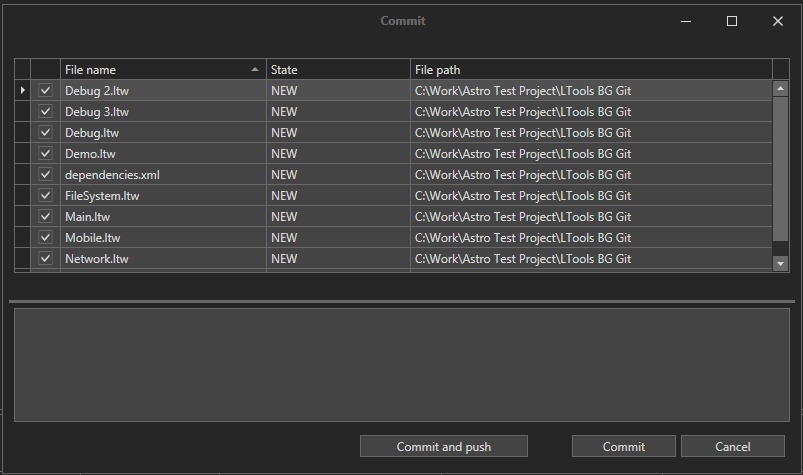 Commit
File name State File path
Debug 2.ltw NEW C:\Work\Astro Test Project\LTools BG Git
Debug 3.ltw NEW C:\Work\Astro Test Project\LTools BG Git
Debug.ltw NEW C:\Work\Astro Test Project\LTools BG Git
Demo.ltw NEW C:\Work\Astro Test Project\LTools BG Git
dependencies.xml NEW C:\Work\Astro Test Project\LTools BG Git
FileSystem.ltw NEW C:\Work\Astro Test Project\LTools BG Git
Main.ltw NEW C:\Work\Astro Test Project\LTools BG Git
Mobile.ltw NEW C:\Work\Astro Test Project\LTools BG Git
Network.ltw NEW C:\Work\Astro Test Project\LTools BG Git
Commit and push Commit Cancel